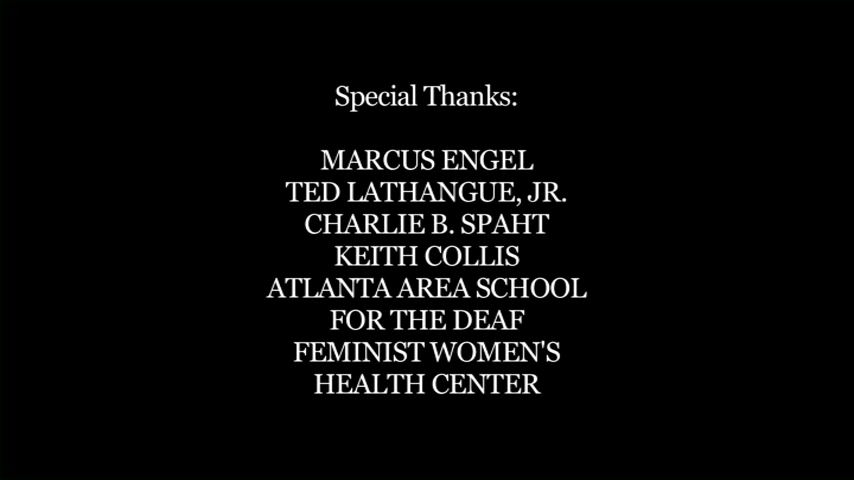 Special Thanks:
MARCUS ENGEL
TED LATHANGUE, JR.
CHARLIE B. SPAHT
KEITH COLLIS
ATLANTA AREA SCHOOL
FOR THE DEAF
FEMINIST WOMEN'S
HEALTH CENTER